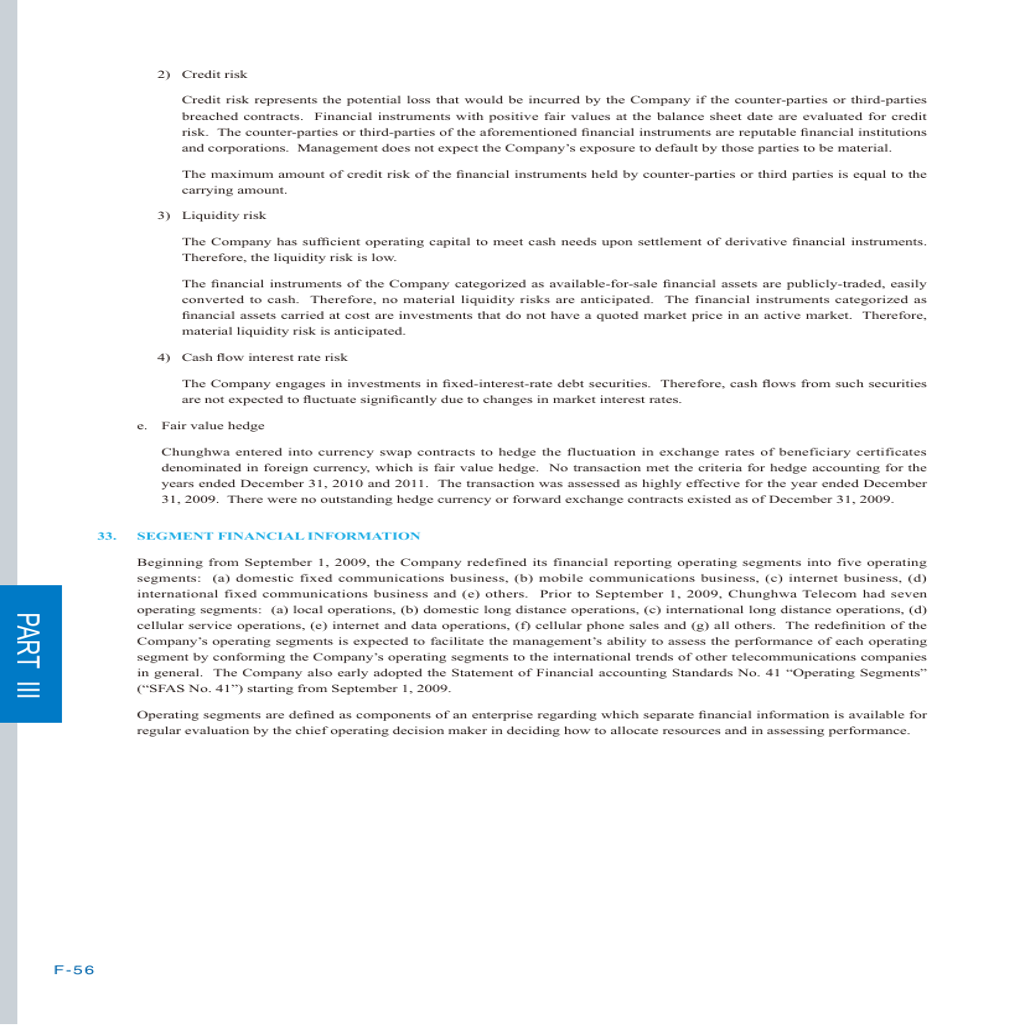 2) Credit risk
Credit risk represents the potential loss that would be incurred by the Company if the counter-parties or third-parties
breached contracts. Financial instruments with positive fair values at the balance sheet date are evaluated for credit
risk. The counter-parties or third-parties of the aforementioned financial instruments are reputable financial institutions
and corporations. Management does not expect the Company’s exposure to default by those parties to be material.
The maximum amount of credit risk of the financial instruments held by counter-parties or third parties is equal to the
carrying amount.
3) Liquidity risk
The Company has sufficient operating capital to meet cash needs upon settlement of derivative financial instruments.
Therefore, the liquidity risk is low.
The financial instruments of the Company categorized as available-for-sale financial assets are publicly-traded, easily
converted to cash. Therefore, no material liquidity risks are anticipated. The financial instruments categorized as
financial assets carried at cost are investments that do not have a quoted market price in an active market. Therefore,
material liquidity risk is anticipated.
4) Cash flow interest rate risk
The Company engages in investments in fixed-interest-rate debt securities. Therefore, cash flows from such securities
are not expected to fluctuate significantly due to changes in market interest rates.
e. Fair value hedge
Chunghwa entered into currency swap contracts to hedge the fluctuation in exchange rates of beneficiary certificates
denominated in foreign currency, which is fair value hedge. No transaction met the criteria for hedge accounting for the
years ended December 31, 2010 and 2011. The transaction was assessed as highly effective for the year ended December
31, 2009. There were no outstanding hedge currency or forward exchange contracts existed as of December 31, 2009.
33. SEGMENT FINANCIAL INFORMATION
Beginning from September 1, 2009, the Company redefined its financial reporting operating segments into five operating
segments: (a) domestic fixed communications business, (b) mobile communications business, (c) internet business, (d)
international fixed communications business and (e) others. Prior to September 1, 2009, Chunghwa Telecom had seven
operating segments: (a) local operations, (b) domestic long distance operations, (c) international long distance operations, (d)
cellular service operations, (e) internet and data operations, (f) cellular phone sales and (g) all others. The redefinition of the
Company’s operating segments is expected to facilitate the management’s ability to assess the performance of each operating
segment by conforming the Company’s operating segments to the international trends of other telecommunications companies
in general. The Company also early adopted the Statement of Financial accounting Standards No. 41 “Operating Segments”
(“SFAS No. 41”) starting from September 1, 2009.
Operating segments are defined as components of an enterprise regarding which separate financial information is available for
regular evaluation by the chief operating decision maker in deciding how to allocate resources and in assessing performance.
PART III
F-56